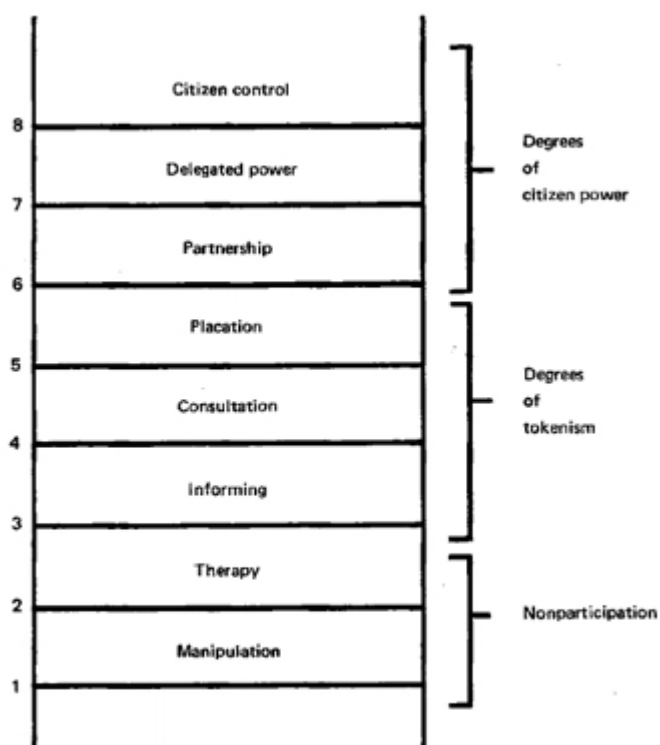 Citizen control
8
Delegated power
7
Partnership
6
Placation
5
Consultation
4
Informing
3
Therapy
2
Manipulation
1
Degrees
of
citizen power
Degrees
of
tokenism
Nonparticipation